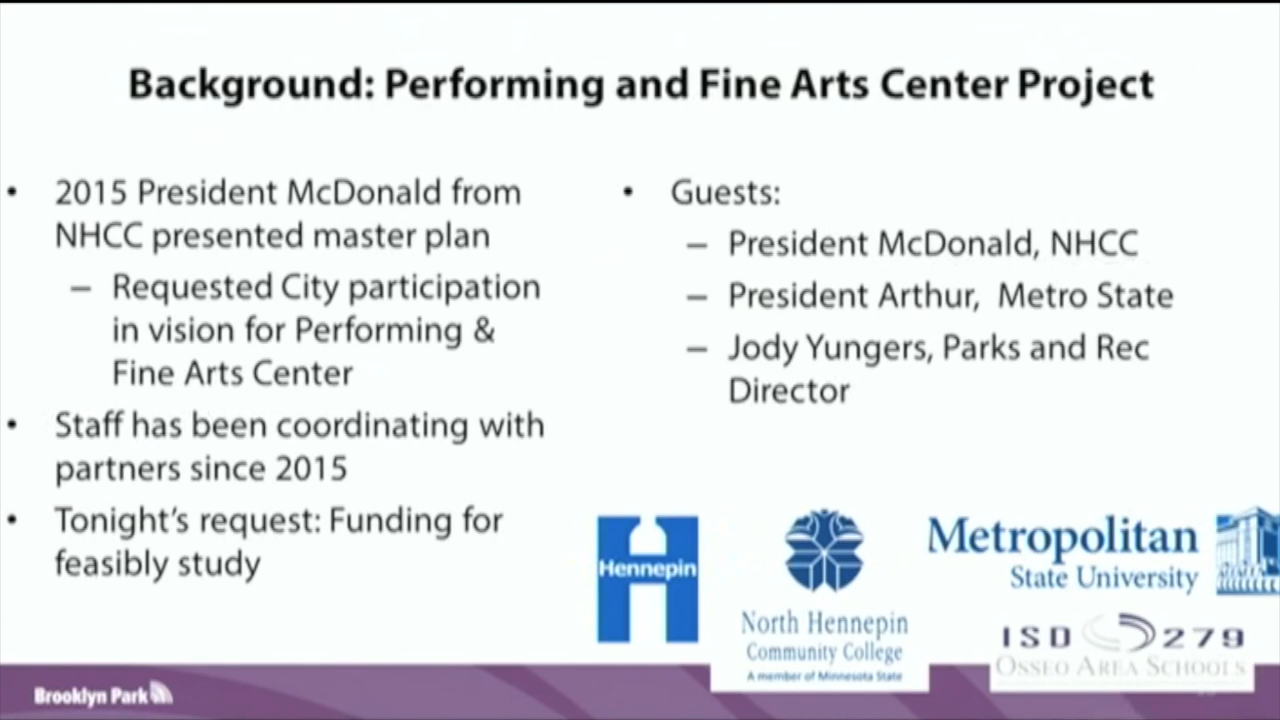 Background: Performing and Fine Arts Center Project
• 2015 President McDonald from
NHCC presented master plan
– Requested City participation
in vision for Performing &
Fine Arts Center
• Staff has been coordinating with
partners since 2015
• Tonight's request: Funding for
feasibly study
• Guests:
– President McDonald, NHCC
– President Arthur, Metro State
– Jody Yungers, Parks and Rec
Director
Hennepin
North Hennepin
Community College
A member of Minnesota State
Metropolitan
State University
ISD 279
OSSEO AREA SCHOOLS
Brooklyn Park